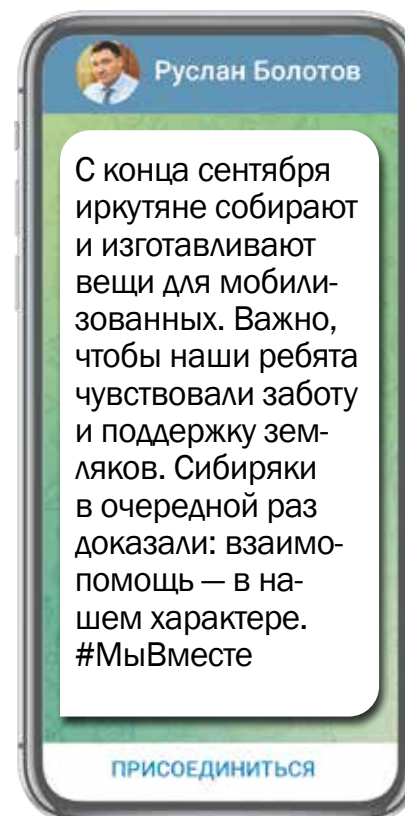 Руслан Болотов
С конца сентября
иркутяне собирают
и изготавливают
вещи для мобили-
зованных. Важно,
чтобы наши ребята
чувствовали заботу
и поддержку зем-
ляков. Сибиряки
в очередной раз
доказали: взаимо-
помощь — в на-
шем характере.
#МыВместе
ПРИСОЕДИНИТЬСЯ